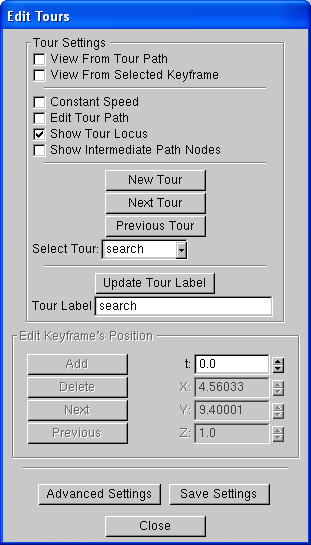 Edit Tours
Tour Settings
View From Tour Path
View From Selected Keyframe
Constant Speed
Edit Tour Path
Show Tour Locus
Show Intermediate Path Nodes
New Tour
Next Tour
Previous Tour
Select Tour: search
Update Tour Label
Tour Label search
Edit Keyframe's Position
Add t: 0.0
Delete X: 4.56033
Next Y: 9.40001
Previous Z: 1.0
Advanced Settings Save Settings
Close